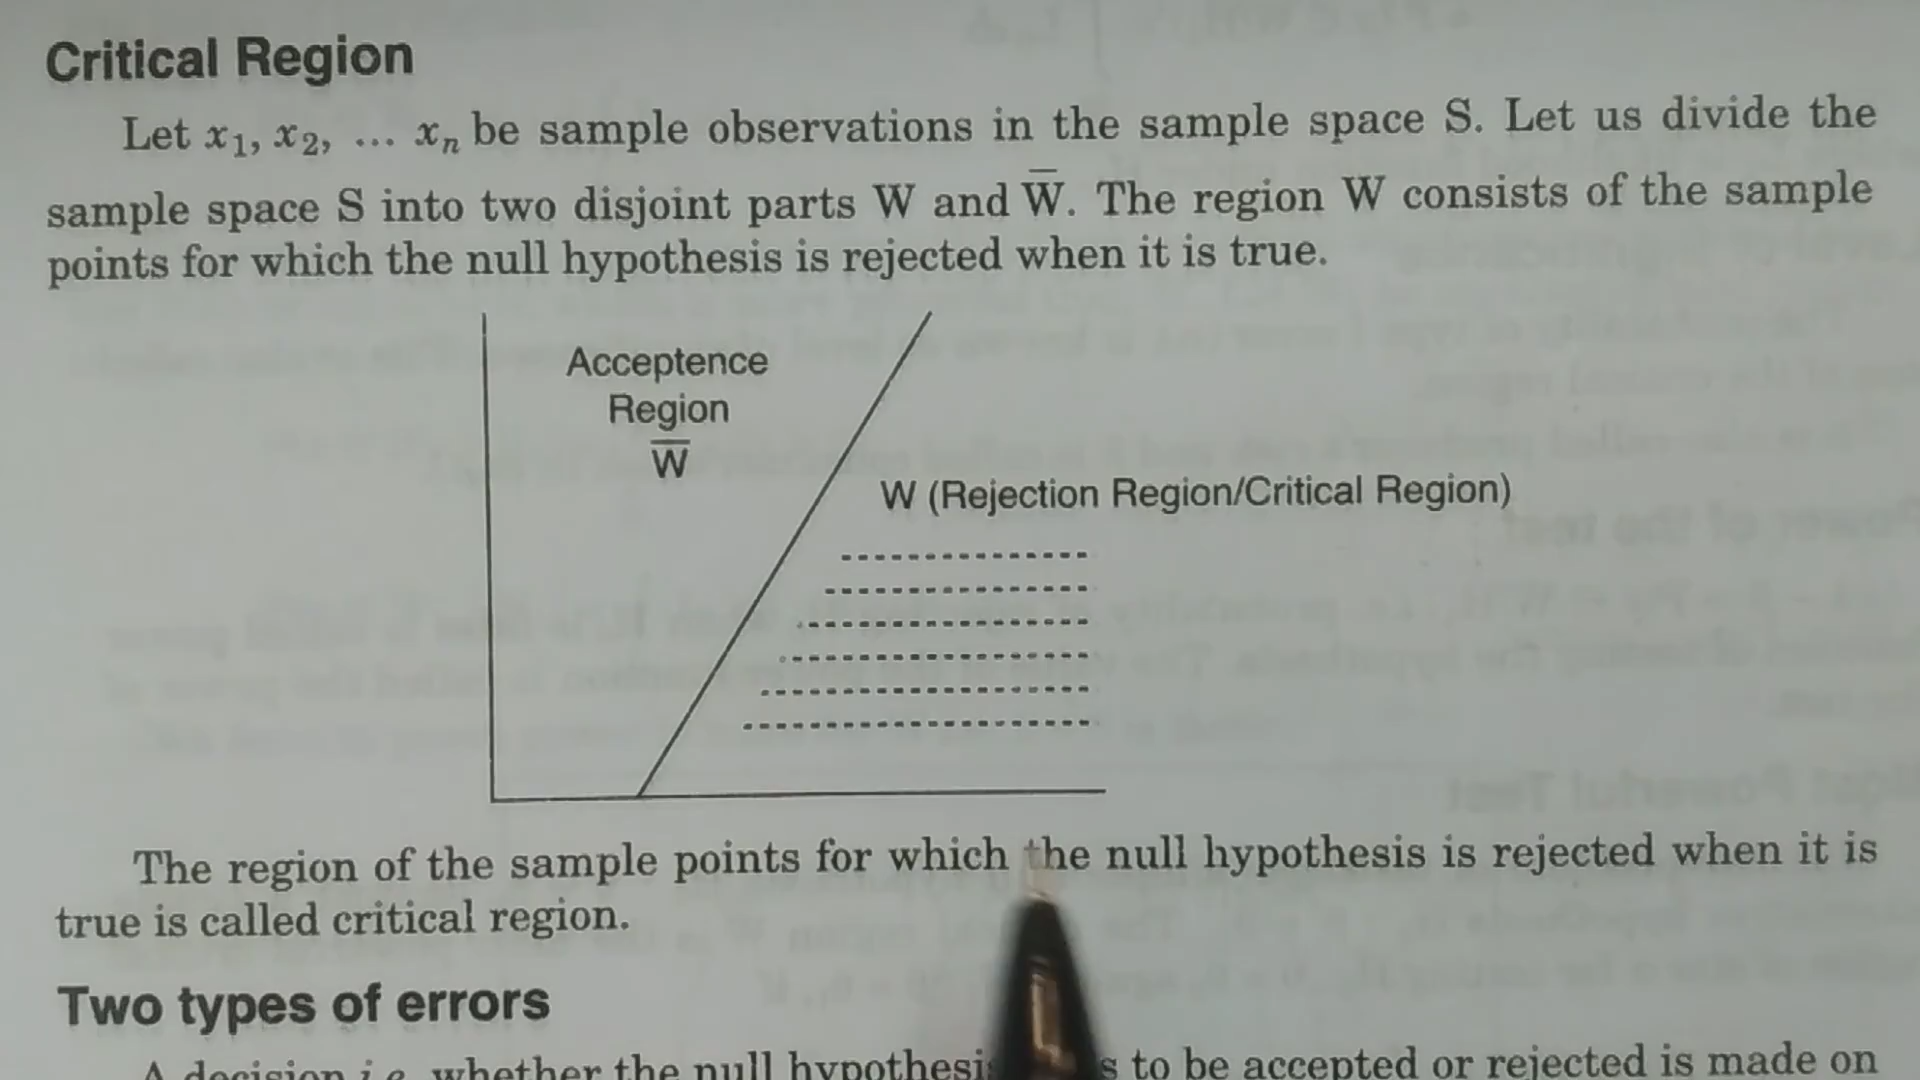 Critical Region
Let x₁, x₂, ... xₙ be sample observations in the sample space S. Let us divide the
sample space S into two disjoint parts W and W̅. The region W consists of the sample
points for which the null hypothesis is rejected when it is true.
Acceptence
Region
W̅
W (Rejection Region/Critical Region)
The region of the sample points for which the null hypothesis is rejected when it is
true is called critical region.
Two types of errors
A decision i.e. whether the null to be accepted or rejected is made on